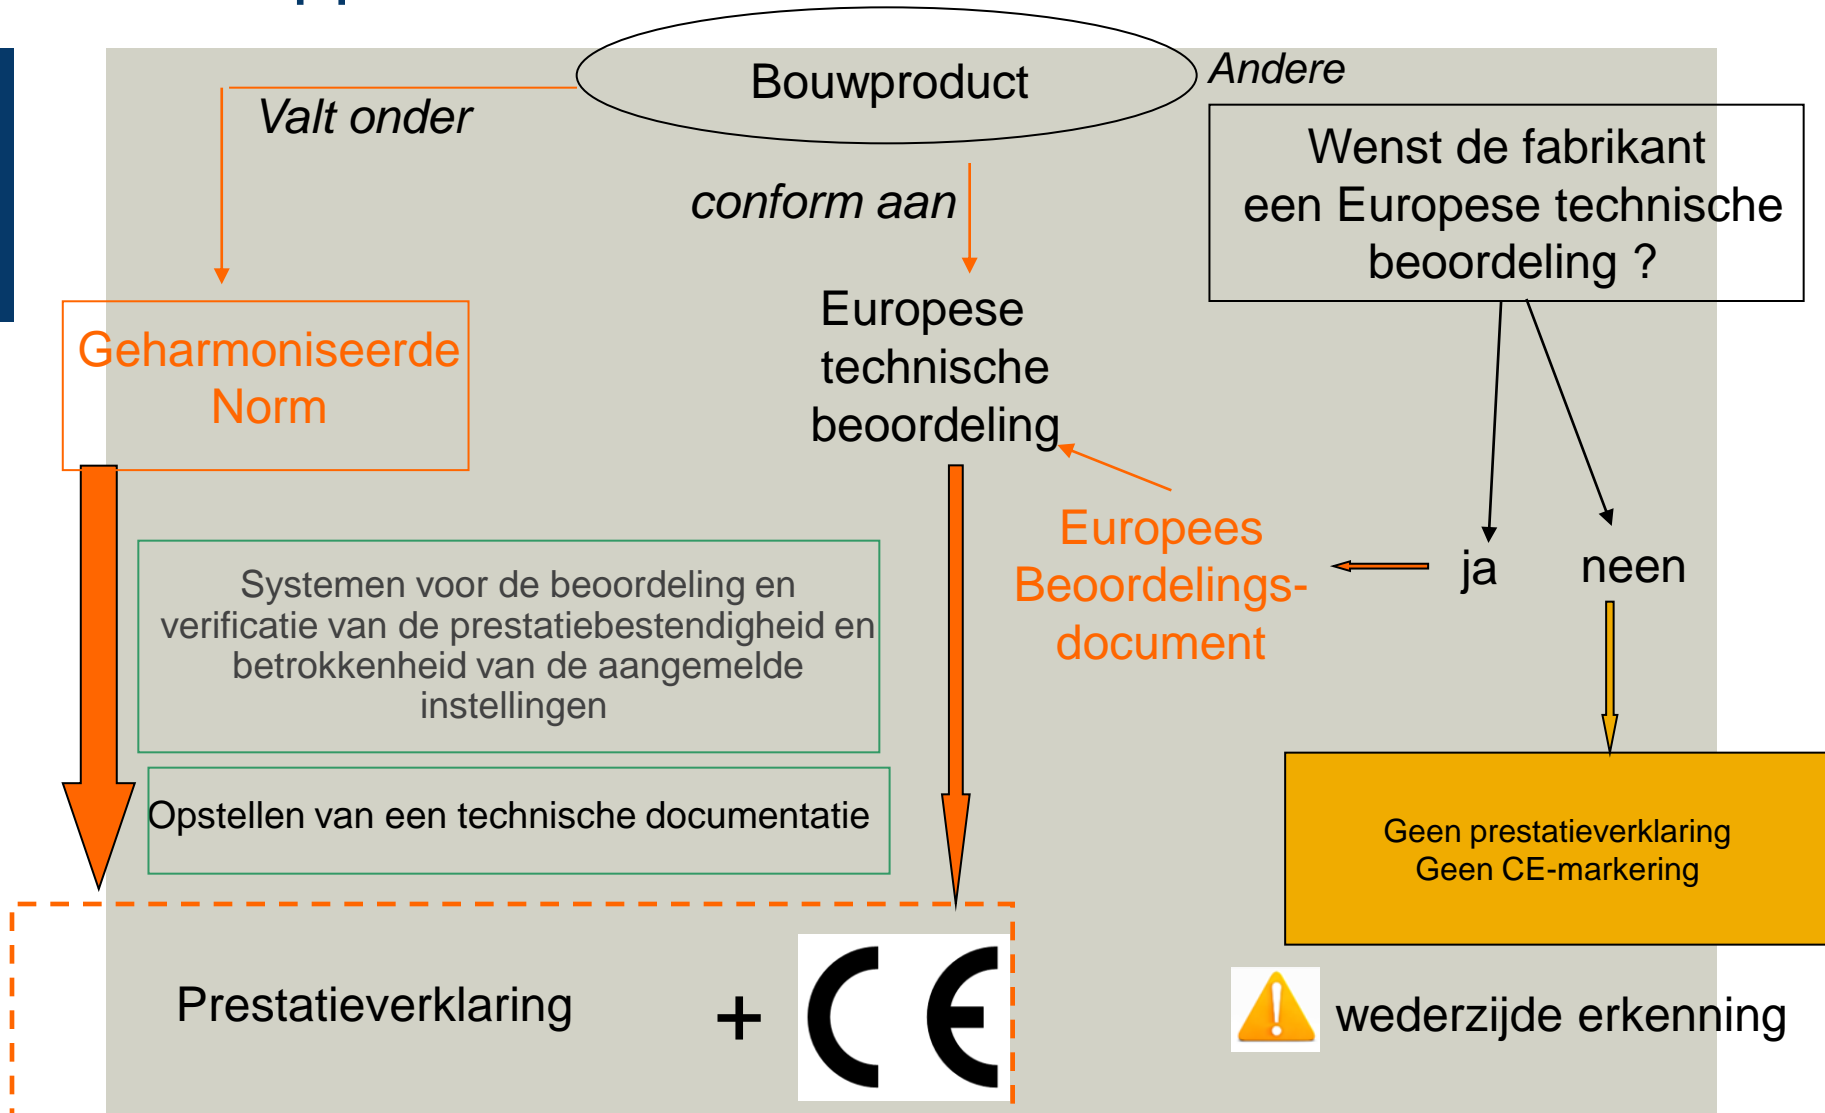 Bouwproduct
Andere
Valt onder
conform aan
Wenst de fabrikant
een Europese technische
beoordeling ?
Geharmoniseerde
Norm
Europese
technische
beoordeling
Europees
Beoordelings-
document
ja
neen
Systemen voor de beoordeling en
verificatie van de prestatiebestendigheid en
betrokkenheid van de aangemelde
instellingen
Opstellen van een technische documentatie
Geen prestatieverklaring
Geen CE-markering
Prestatieverklaring
+
CE
wederzijde erkenning